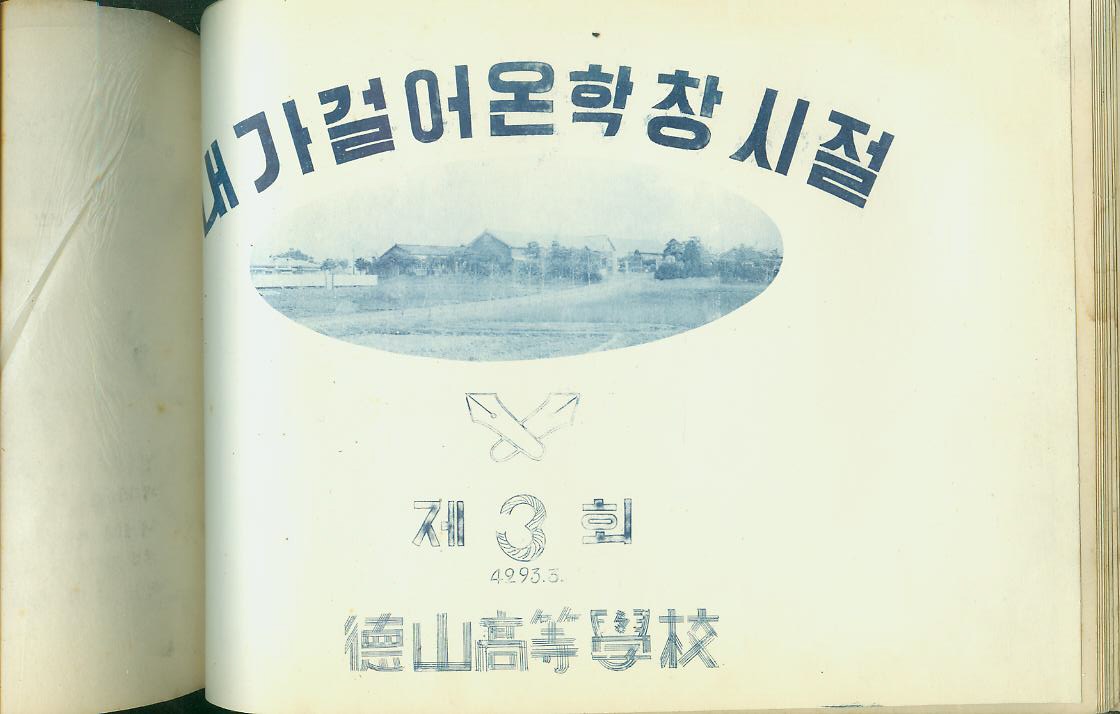 내가 걸어온 학창 시절
제 3 회
4293.3.
德山高等學校